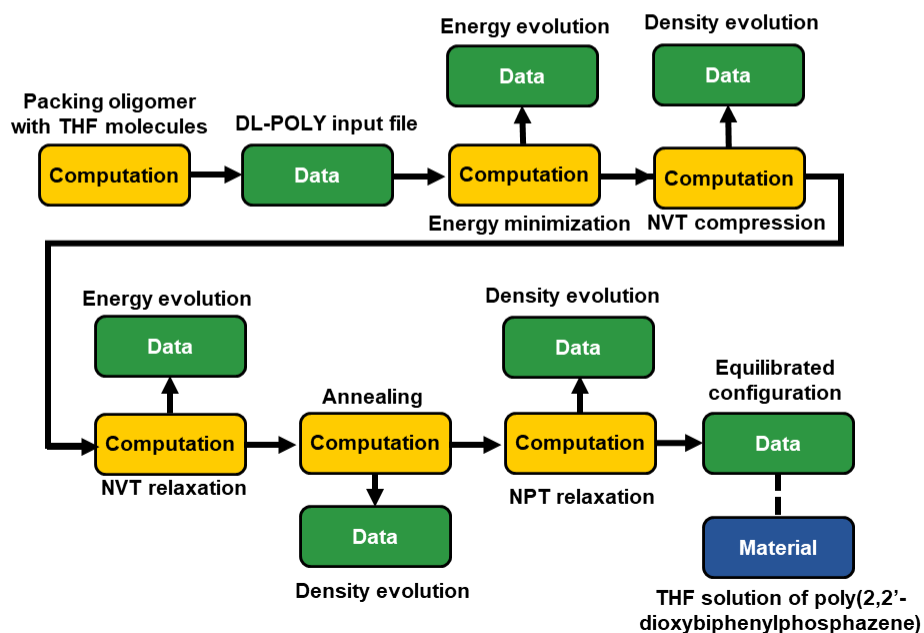 Energy evolution
Data
Density evolution
Data
Packing oligomer
with THF molecules
Computation
DL-POLY input file
Data
Computation
Energy minimization
Computation
NVT compression
Energy evolution
Data
Computation
NVT relaxation
Annealing
Computation
Data
Density evolution
Density evolution
Data
Computation
NPT relaxation
Equilibrated
configuration
Data
Material
THF solution of poly(2,2’-
dioxybiphenylphosphazene)